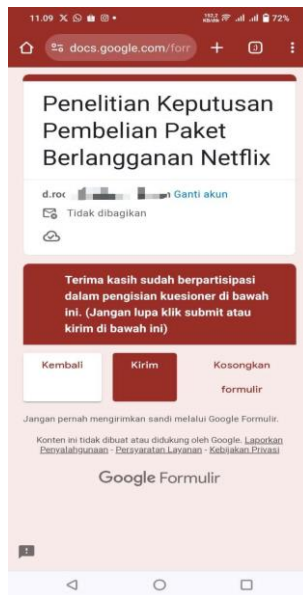 11.09
72%
docs.google.com/forr
Penelitian Keputusan
Pembelian Paket
Berlangganan Netflix
Ganti akun
Tidak dibagikan
Terima kasih sudah berpartisipasi
dalam pengisian kuesioner di bawah
ini. (Jangan lupa klik submit atau
kirim di bawah ini)
Kembali
Kirim
Kosongkan
formulir
Jangan pernah mengirimkan sandi melalui Google Formulir.
Konten ini tidak dibuat atau didukung oleh Google. Laporkan
Penyalahgunaan - Persyaratan Layanan - Kebijakan Privasi
Google Formulir